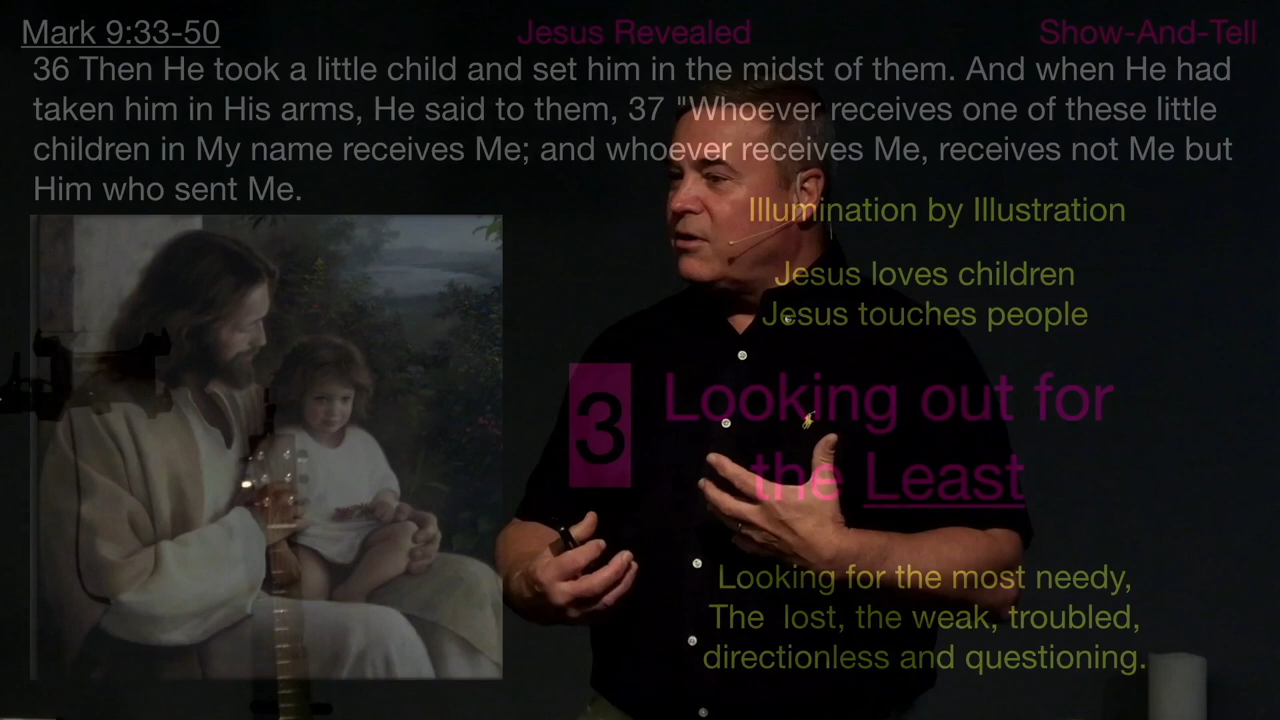 Mark 9:33-50 Jesus Revealed Show-And-Tell
36 Then He took a little child and set him in the midst of them. And when He had
taken him in His arms, He said to them, 37 "Whoever receives one of these little
children in My name receives Me; and whoever receives Me, receives not Me but
Him who sent Me.
Illumination by Illustration
Jesus loves children
Jesus touches people
3 Looking out for
the Least
Looking for the most needy,
The lost, the weak, troubled,
directionless and questioning.